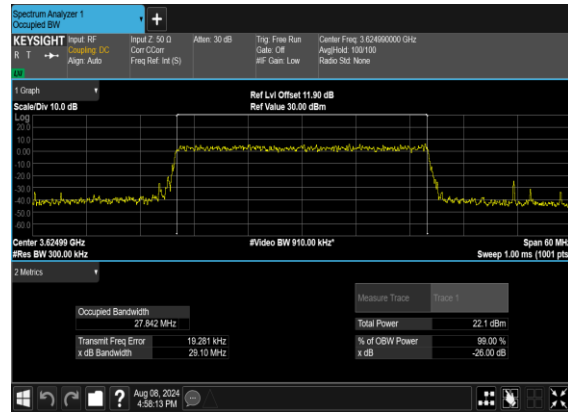 Spectrum Analyzer 1
Occupied BW
KEYSIGHT Input: RF Input Z: 50 Ω Atten: 30 dB Trig: Free Run Center Freq: 3.624990000 GHz
R T Coupling: DC Corr CCorr Gate: Off Avg|Hold: 100/100
Align: Auto Freq Ref: Int (S) #IF Gain: Low Radio Std: None
LU
1 Graph
Ref Lvl Offset 11.90 dB
Scale/Div 10.0 dB Ref Value 30.00 dBm
Log
20.0
10.0
0.00
-10.0
-20.0
-30.0
-40.0
-50.0
-60.0
Center 3.62499 GHz #Video BW 910.00 kHz* Span 60 MHz
#Res BW 300.00 kHz Sweep 1.00 ms (1001 pts
2 Metrics
Measure Trace Trace 1
Occupied Bandwidth
27.842 MHz
Total Power 22.1 dBm
Transmit Freq Error 19.281 kHz % of OBW Power 99.00 %
x dB Bandwidth 29.10 MHz x dB -26.00 dB
? Aug 08, 2024
4:58:13 PM